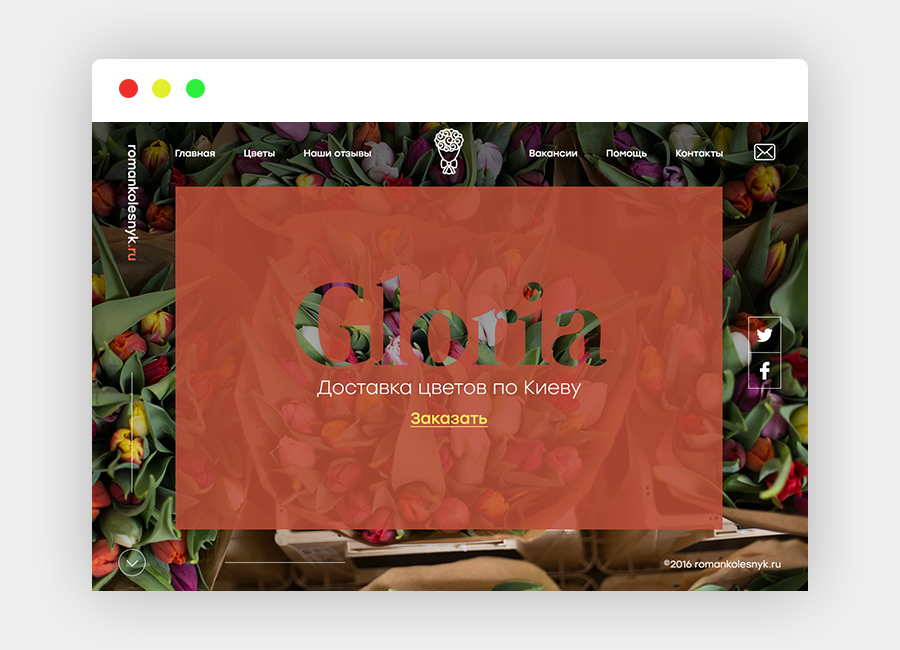 Главная Цветы Наши отзывы Вакансии Помощь Контакты
romankolesnyk.ru
Gloria
Доставка цветов по Киеву
Заказать
©2016 romankolesnyk.ru